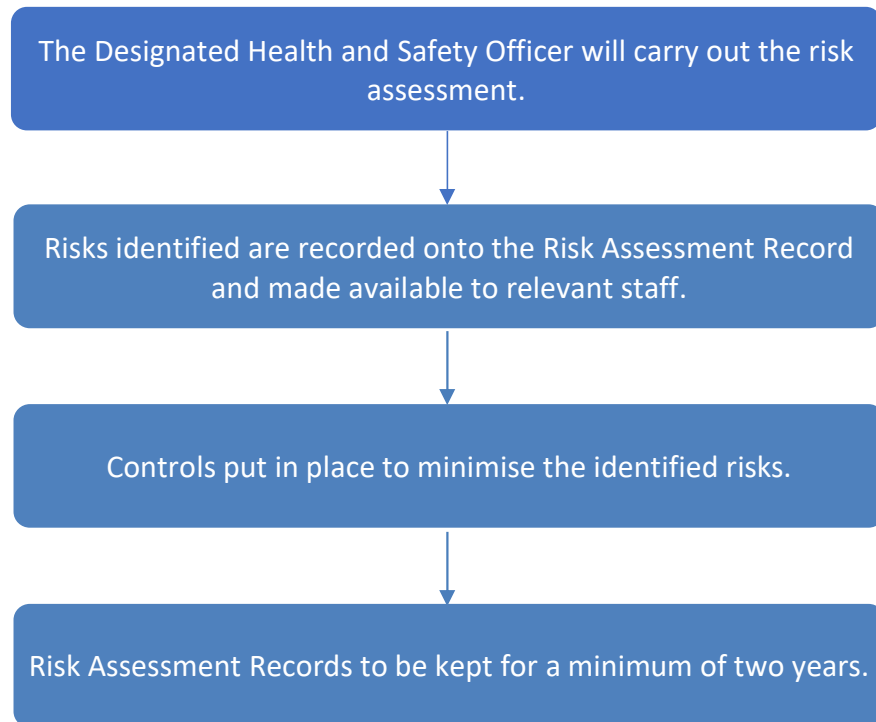 The Designated Health and Safety Officer will carry out the risk
assessment.
Risks identified are recorded onto the Risk Assessment Record
and made available to relevant staff.
Controls put in place to minimise the identified risks.
Risk Assessment Records to be kept for a minimum of two years.